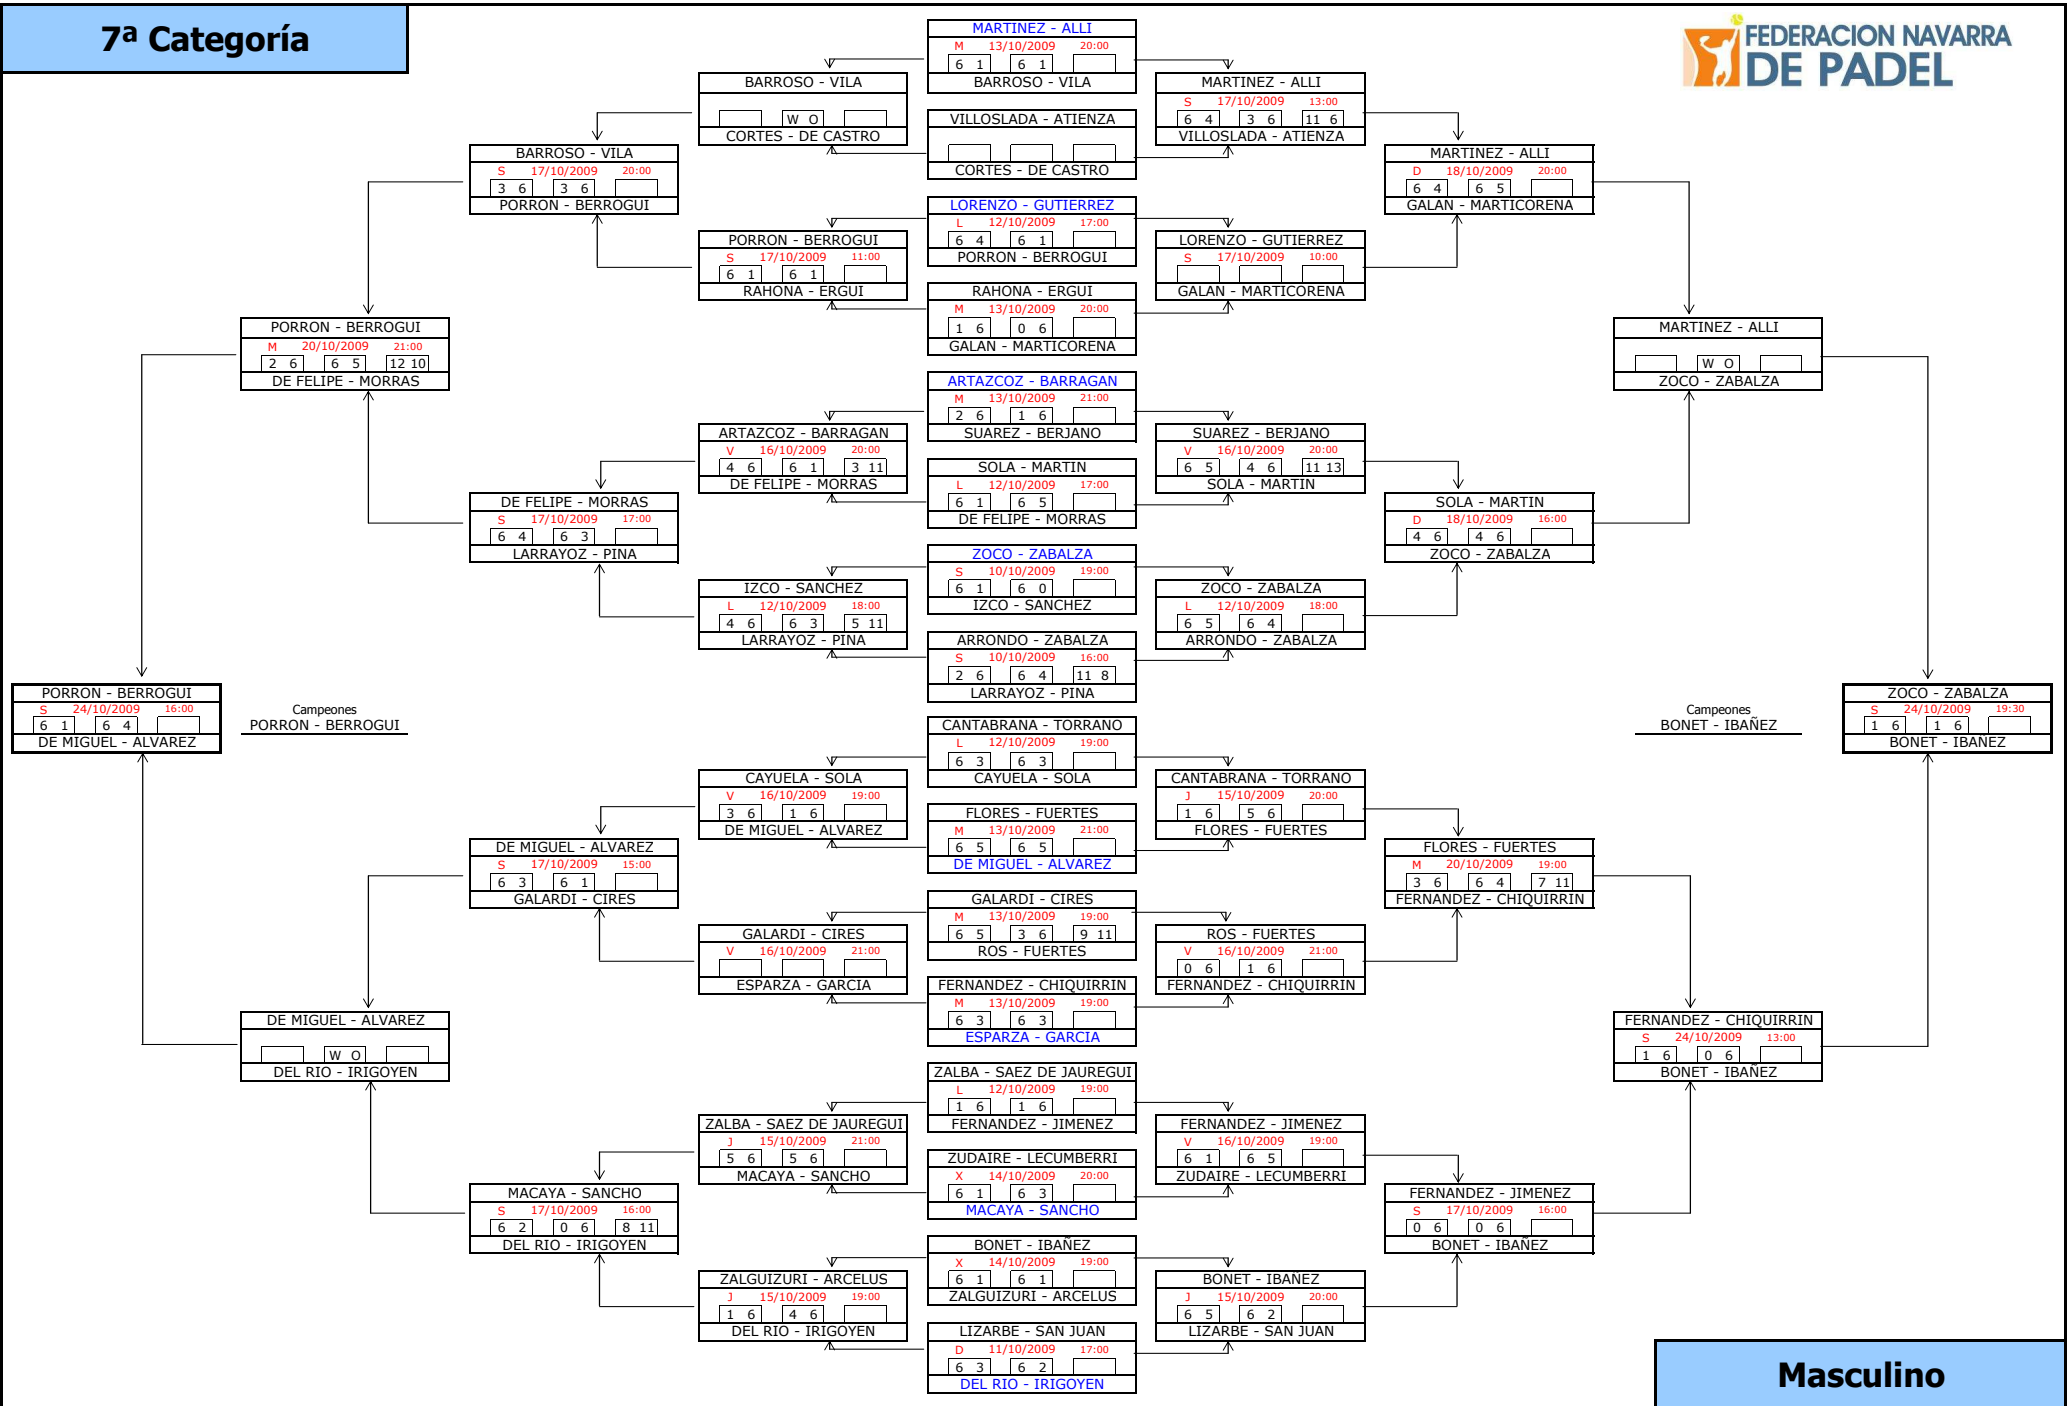 7ª Categoría
FEDERACION NAVARRA
DE PADEL
PORRON - BERROGUI
S 24/10/2009 16:00
6 1 6 4
DE MIGUEL - ALVAREZ
Campeones
PORRON - BERROGUI
PORRON - BERROGUI
M 20/10/2009 21:00
2 6 6 5 12 10
DE FELIPE - MORRAS
DE MIGUEL - ALVAREZ
W O
DEL RIO - IRIGOYEN
BARROSO - VILA
S 17/10/2009 20:00
3 6 3 6
PORRON - BERROGUI
DE FELIPE - MORRAS
S 17/10/2009 17:00
6 4 6 3
LARRAYOZ - PINA
DE MIGUEL - ALVAREZ
S 17/10/2009 15:00
6 3 6 1
GALARDI - CIRES
MACAYA - SANCHO
S 17/10/2009 16:00
6 2 0 6 8 11
DEL RIO - IRIGOYEN
BARROSO - VILA
W O
CORTES - DE CASTRO
PORRON - BERROGUI
S 17/10/2009 11:00
6 1 6 1
RAHONA - ERGUI
ARTAZCOZ - BARRAGAN
V 16/10/2009 20:00
4 6 6 1 3 11
DE FELIPE - MORRAS
IZCO - SANCHEZ
L 12/10/2009 18:00
4 6 6 3 5 11
LARRAYOZ - PINA
CAYUELA - SOLA
V 16/10/2009 19:00
3 6 1 6
DE MIGUEL - ALVAREZ
GALARDI - CIRES
V 16/10/2009 21:00
ESPARZA - GARCIA
ZALBA - SAEZ DE JAUREGUI
J 15/10/2009 21:00
5 6 5 6
MACAYA - SANCHO
ZALGUIZURI - ARCELUS
J 15/10/2009 19:00
1 6 4 6
DEL RIO - IRIGOYEN
MARTINEZ - ALLI
M 13/10/2009 20:00
6 1 6 1
BARROSO - VILA
VILLOSLADA - ATIENZA
CORTES - DE CASTRO
LORENZO - GUTIERREZ
L 12/10/2009 17:00
6 4 6 1
PORRON - BERROGUI
RAHONA - ERGUI
M 13/10/2009 20:00
1 6 0 6
GALAN - MARTICORENA
ARTAZCOZ - BARRAGAN
M 13/10/2009 21:00
2 6 1 6
SUAREZ - BERJANO
SOLA - MARTIN
L 12/10/2009 17:00
6 1 6 5
DE FELIPE - MORRAS
ZOCO - ZABALZA
S 10/10/2009 19:00
6 1 6 0
IZCO - SANCHEZ
ARRONDO - ZABALZA
S 10/10/2009 16:00
2 6 6 4 11 8
LARRAYOZ - PINA
CANTABRANA - TORRANO
L 12/10/2009 19:00
6 3 6 3
CAYUELA - SOLA
FLORES - FUERTES
M 13/10/2009 21:00
6 5 6 5
DE MIGUEL - ALVAREZ
GALARDI - CIRES
M 13/10/2009 19:00
6 5 3 6 9 11
ROS - FUERTES
FERNANDEZ - CHIQUIRRIN
M 13/10/2009 19:00
6 3 6 3
ESPARZA - GARCIA
ZALBA - SAEZ DE JAUREGUI
L 12/10/2009 19:00
1 6 1 6
FERNANDEZ - JIMENEZ
ZUDAIRE - LECUMBERRI
X 14/10/2009 20:00
6 1 6 3
MACAYA - SANCHO
BONET - IBAÑEZ
X 14/10/2009 19:00
6 1 6 1
ZALGUIZURI - ARCELUS
LIZARBE - SAN JUAN
D 11/10/2009 17:00
6 3 6 2
DEL RIO - IRIGOYEN
MARTINEZ - ALLI
S 17/10/2009 13:00
6 4 3 6 11 6
VILLOSLADA - ATIENZA
LORENZO - GUTIERREZ
S 17/10/2009 10:00
GALAN - MARTICORENA
SUAREZ - BERJANO
V 16/10/2009 20:00
6 5 4 6 11 13
SOLA - MARTIN
ZOCO - ZABALZA
L 12/10/2009 18:00
6 5 6 4
ARRONDO - ZABALZA
CANTABRANA - TORRANO
J 15/10/2009 20:00
1 6 5 6
FLORES - FUERTES
ROS - FUERTES
V 16/10/2009 21:00
0 6 1 6
FERNANDEZ - CHIQUIRRIN
FERNANDEZ - JIMENEZ
V 16/10/2009 19:00
6 1 6 5
ZUDAIRE - LECUMBERRI
BONET - IBAÑEZ
J 15/10/2009 20:00
6 5 6 2
LIZARBE - SAN JUAN
MARTINEZ - ALLI
D 18/10/2009 20:00
6 4 6 5
GALAN - MARTICORENA
SOLA - MARTIN
D 18/10/2009 16:00
4 6 4 6
ZOCO - ZABALZA
FLORES - FUERTES
M 20/10/2009 19:00
3 6 6 4 7 11
FERNANDEZ - CHIQUIRRIN
FERNANDEZ - JIMENEZ
S 17/10/2009 16:00
0 6 0 6
BONET - IBAÑEZ
MARTINEZ - ALLI
W O
ZOCO - ZABALZA
FERNANDEZ - CHIQUIRRIN
S 24/10/2009 13:00
1 6 0 6
BONET - IBAÑEZ
Campeones
BONET - IBAÑEZ
ZOCO - ZABALZA
S 24/10/2009 19:30
1 6 1 6
BONET - IBAÑEZ
Masculino